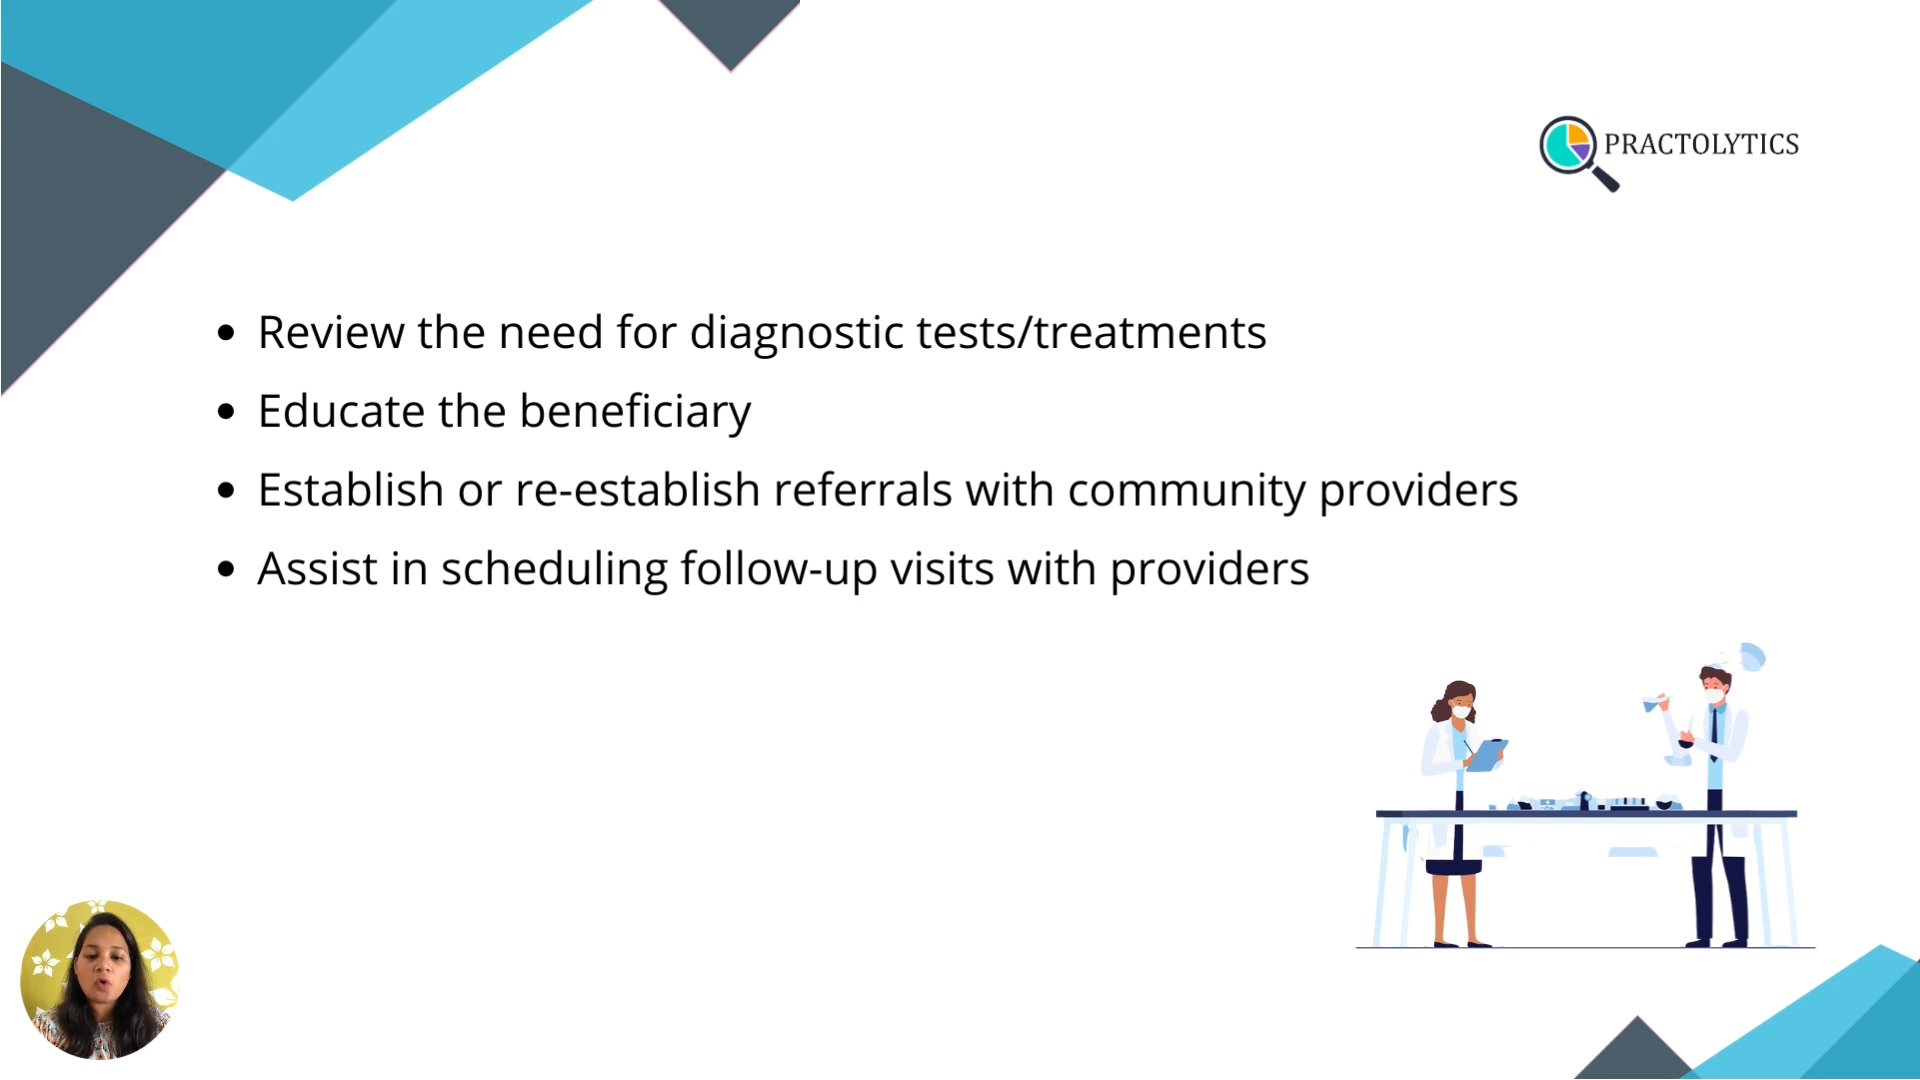 PRACTOLYTICS
• Review the need for diagnostic tests/treatments
• Educate the beneficiary
• Establish or re-establish referrals with community providers
• Assist in scheduling follow-up visits with providers